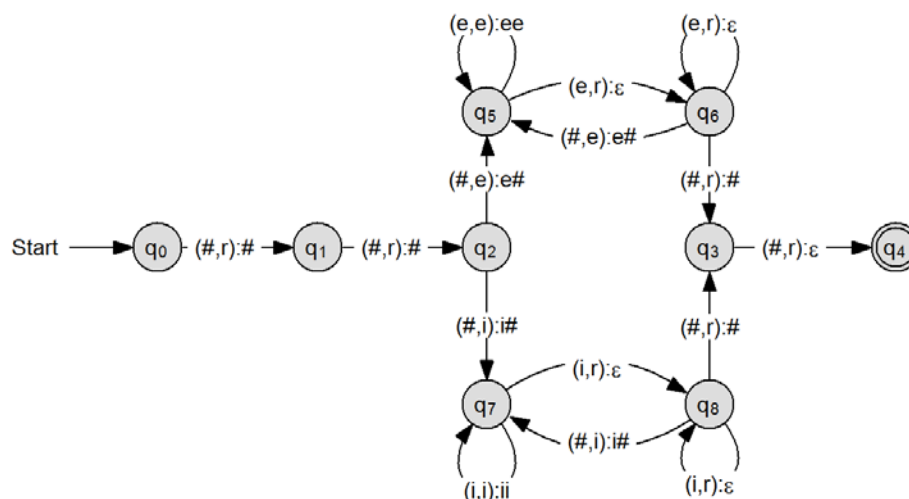 (e,e):ee
(e,r):ε
(e,r):ε
q₅
q₆
(#,e):e#
(#,e):e#
(#,r):#
Start
q₀
(#,r):#
q₁
(#,r):#
q₂
q₃
(#,r):ε
q₄
(#,i):i#
(#,r):#
(i,r):ε
q₇
q₈
(#,i):i#
(i,i):ii
(i,r):ε